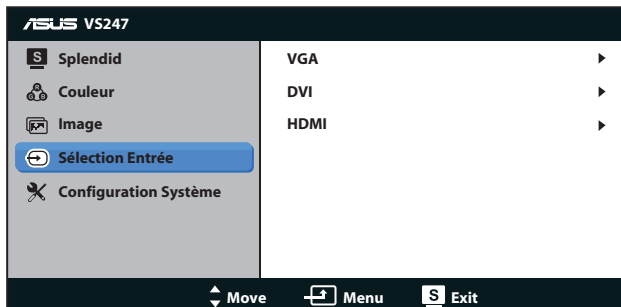 ASUS VS247
S Splendid
Couleur
Image
Sélection Entrée
Configuration Système
VGA
DVI
HDMI
Move Menu S Exit